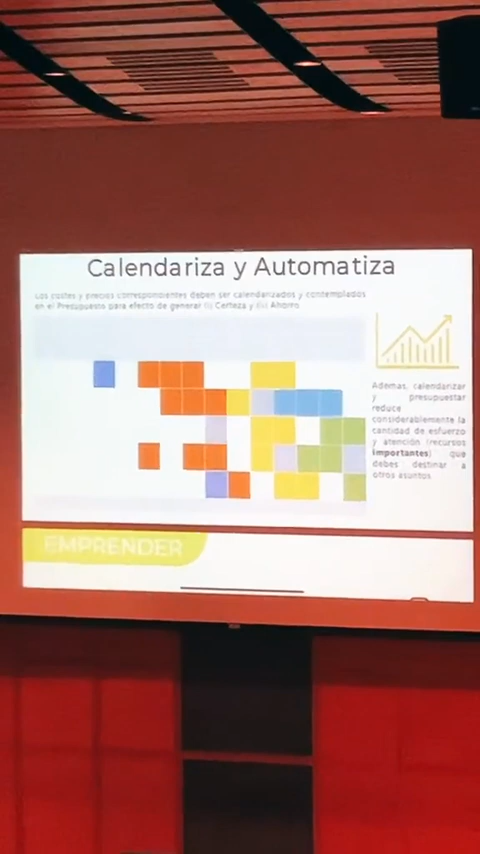 Calendariza y Automatiza
Los costes y precios correspondientes deben ser calendarizados y contemplados
en el Presupuesto para efecto de generar (i) Certeza y (ii) Ahorro
Además, calendarizar
y presupuestar
reduce
considerablemente la
cantidad de esfuerzo
y atención (recursos
importantes) que
debes destinar a
otros asuntos
EMPRENDER